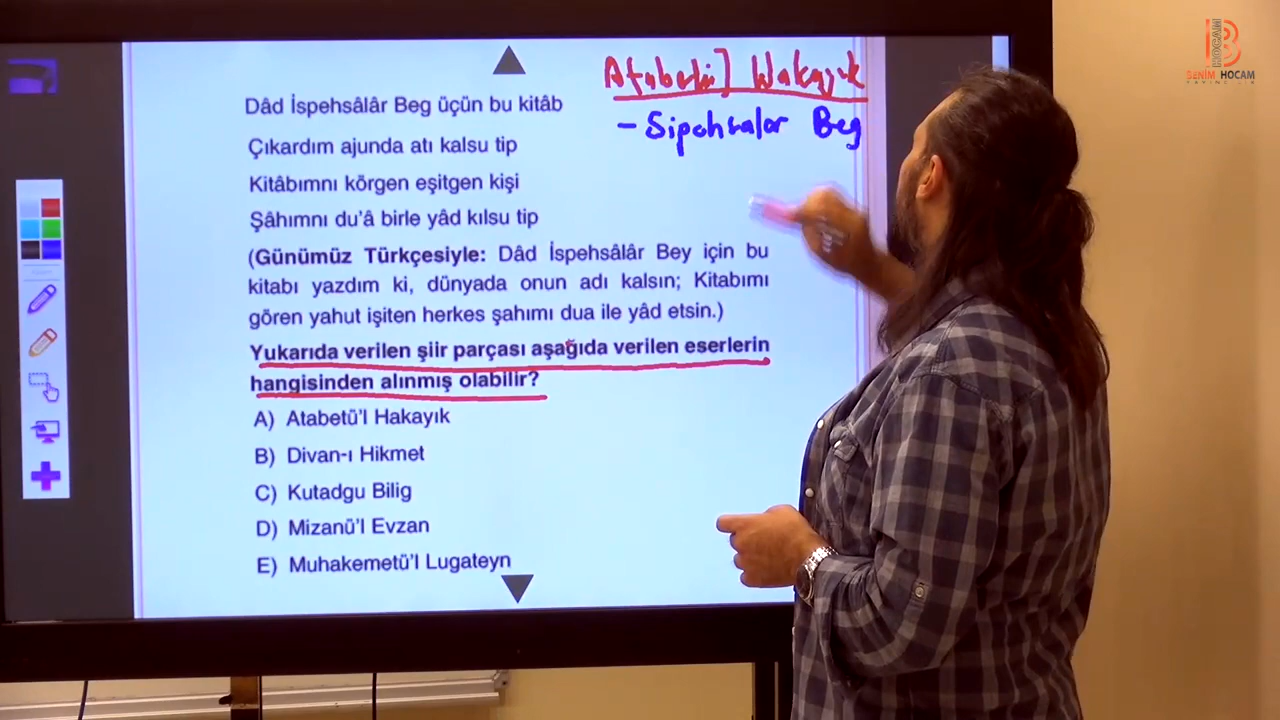 Dâd İspehsâlâr Beg üçün bu kitâb
Çıkardım ajunda atı kalsu tip
Kitâbımnı körgen eşitgen kişi
Şâhımnı du'â birle yâd kılsu tip
(Günümüz Türkçesiyle: Dâd İspehsâlâr Bey için bu
kitabı yazdım ki, dünyada onun adı kalsın; Kitabımı
gören yahut işiten herkes şahımı dua ile yâd etsin.)
Yukarıda verilen şiir parçası aşağıda verilen eserlerin
hangisinden alınmış olabilir?
A) Atabetü'l Hakayık
B) Divan-ı Hikmet
C) Kutadgu Bilig
D) Mizanü'l Evzan
E) Muhakemetü'l Lugateyn
Atabetü'l Hakayık
- Sipehsalar Beg
BENİM HOCAM
YAYINCILIK